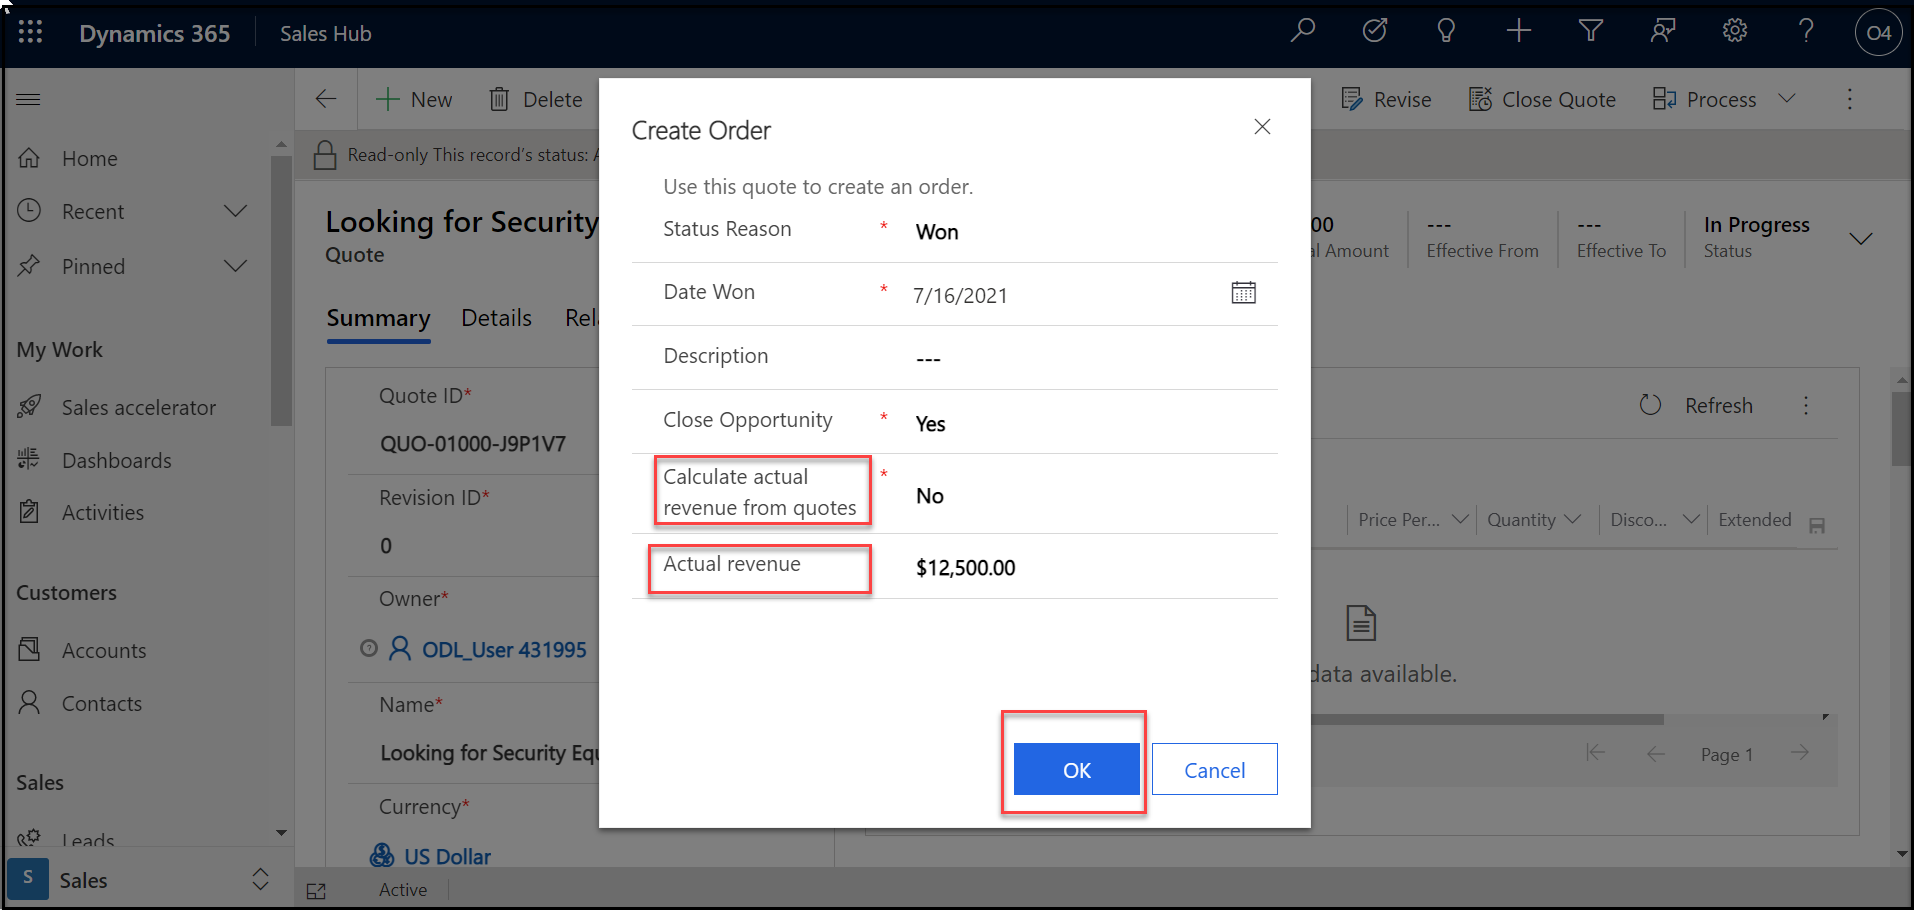 Dynamics 365 Sales Hub O4
New Delete Revise Close Quote Process
Home
Recent
Pinned
My Work
Sales accelerator
Dashboards
Activities
Customers
Accounts
Contacts
Sales
Leads
S Sales
Read-only This record's status:
Looking for Security
Quote
00
Amount
---
Effective From
---
Effective To
In Progress
Status
Summary Details
Quote ID*
QUO-01000-J9P1V7
Revision ID*
0
Owner*
ODL_User 431995
Name*
Looking for Security
Currency*
US Dollar
Active
Create Order
Use this quote to create an order.
Status Reason * Won
Date Won * 7/16/2021
Description ---
Close Opportunity * Yes
Calculate actual
revenue from quotes * No
Actual revenue $12,500.00
OK Cancel
Refresh
Price Per... Quantity Disco... Extended
data available.
Page 1